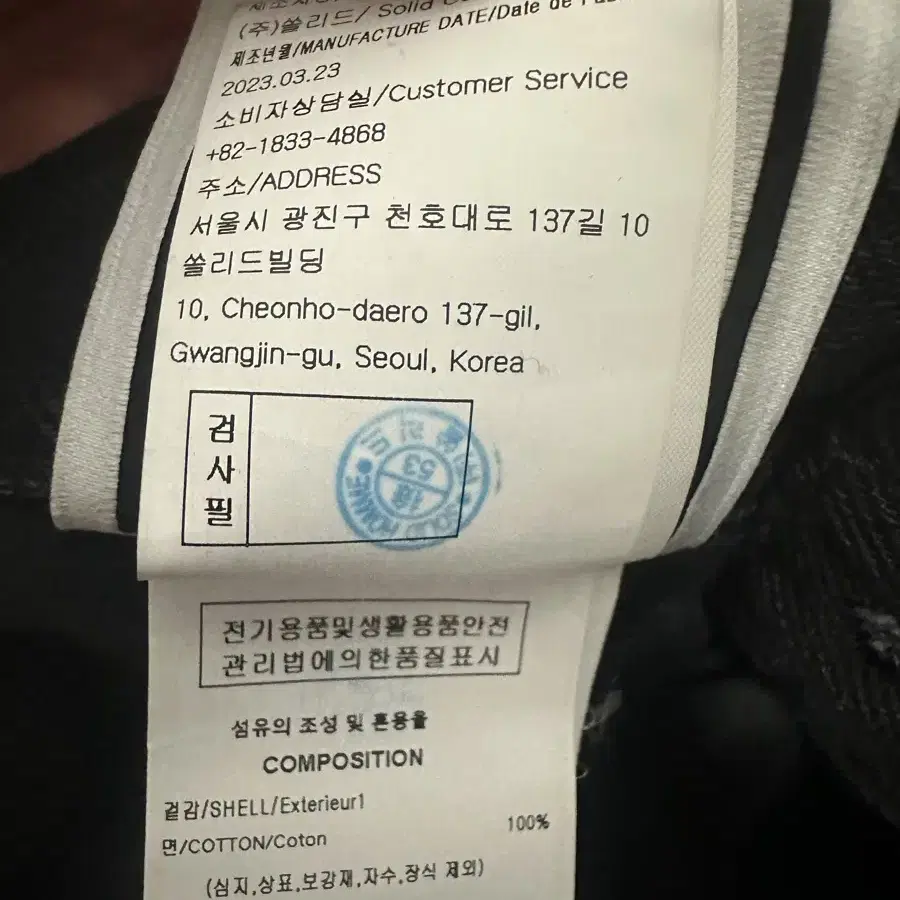 (주)쏠리드/ Solid
제조년월/MANUFACTURE DATE/Date de
2023.03.23
소비자상담실/Customer Service
+82-1833-4868
주소/ADDRESS
서울시 광진구 천호대로 137길 10
쏠리드빌딩
10, Cheonho-daero 137-gil,
Gwangjin-gu, Seoul, Korea
검
사
필
53
전기용품및생활용품안전
관리법에의한품질표시
섬유의 조성 및 혼용율
COMPOSITION
겉감/SHELL/Exterieur1
면/COTTON/Coton 100%
(심지,상표,보강재,자수,장식 제외)